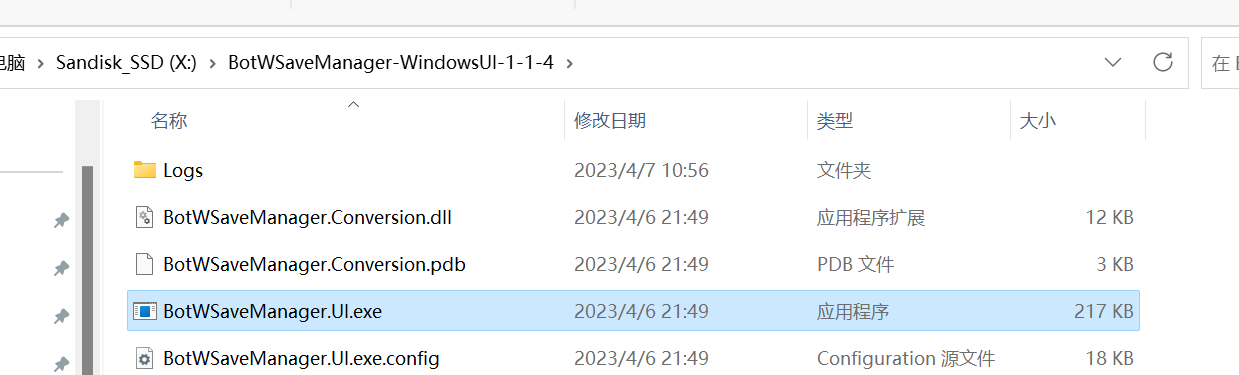 电脑 › Sandisk_SSD (X:) › BotWSaveManager-WindowsUI-1-1-4 › 在
名称 修改日期 类型 大小
Logs 2023/4/7 10:56 文件夹
BotWSaveManager.Conversion.dll 2023/4/6 21:49 应用程序扩展 12 KB
BotWSaveManager.Conversion.pdb 2023/4/6 21:49 PDB 文件 3 KB
BotWSaveManager.UI.exe 2023/4/6 21:49 应用程序 217 KB
BotWSaveManager.UI.exe.config 2023/4/6 21:49 Configuration 源文件 18 KB